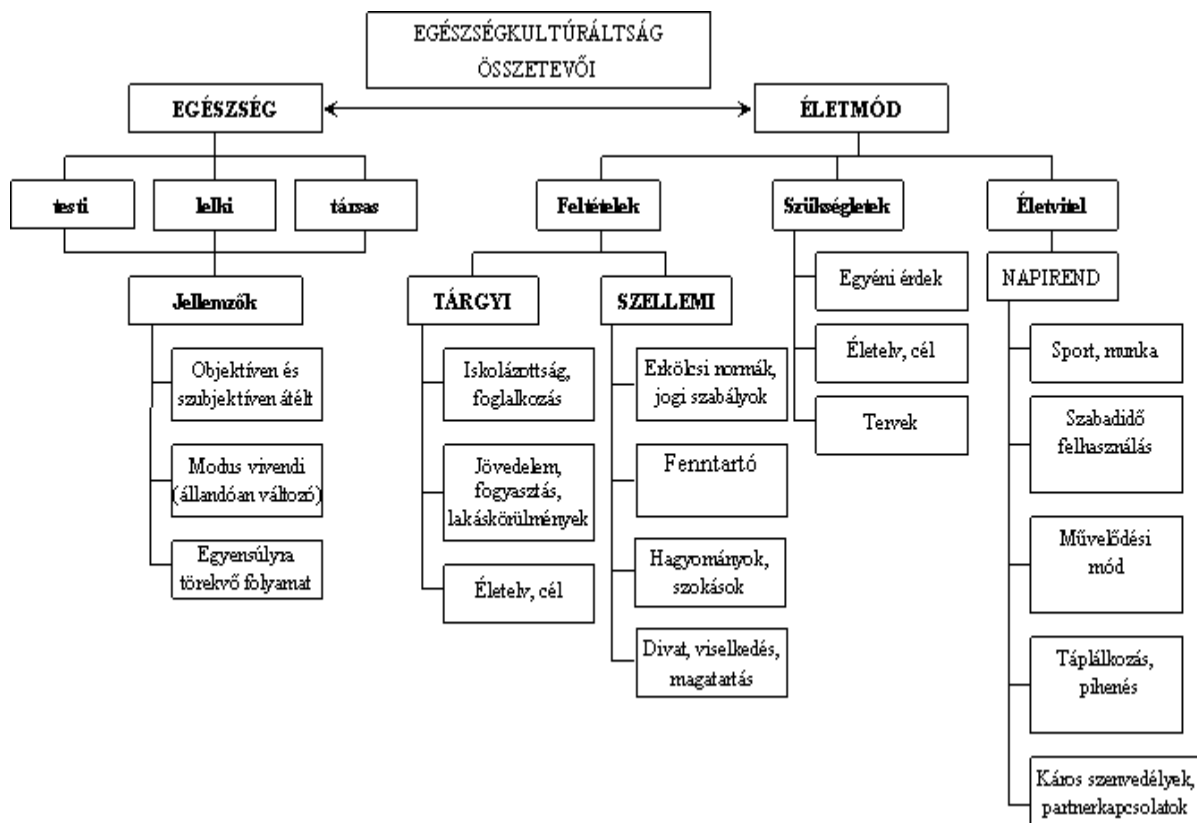 EGÉSZSÉGKULTÚRÁLTSÁG
ÖSSZETEVŐI
EGÉSZSÉG
ÉLETMÓD
testi
lelki
társas
Feltételek
Szükségletek
Életvitel
Jellemzők
TÁRGYI
SZELLEMI
Egyéni érdek
NAPIREND
Objektíven és
szubjektíven átélt
Modus vivendi
(állandóan változó)
Egyensúlyra
törekvő folyamat
Iskolázottság,
foglalkozás
Jövedelem,
fogyasztás,
lakáskörülmények
Életelv, cél
Erkölcsi normák,
jogi szabályok
Fenntartó
Hagyományok,
szokások
Divat, viselkedés,
magatartás
Életelv, cél
Tervek
Sport, munka
Szabadidő
felhasználás
Művelődési
mód
Táplálkozás,
pihenés
Káros szenvedélyek,
partnerkapcsolatok